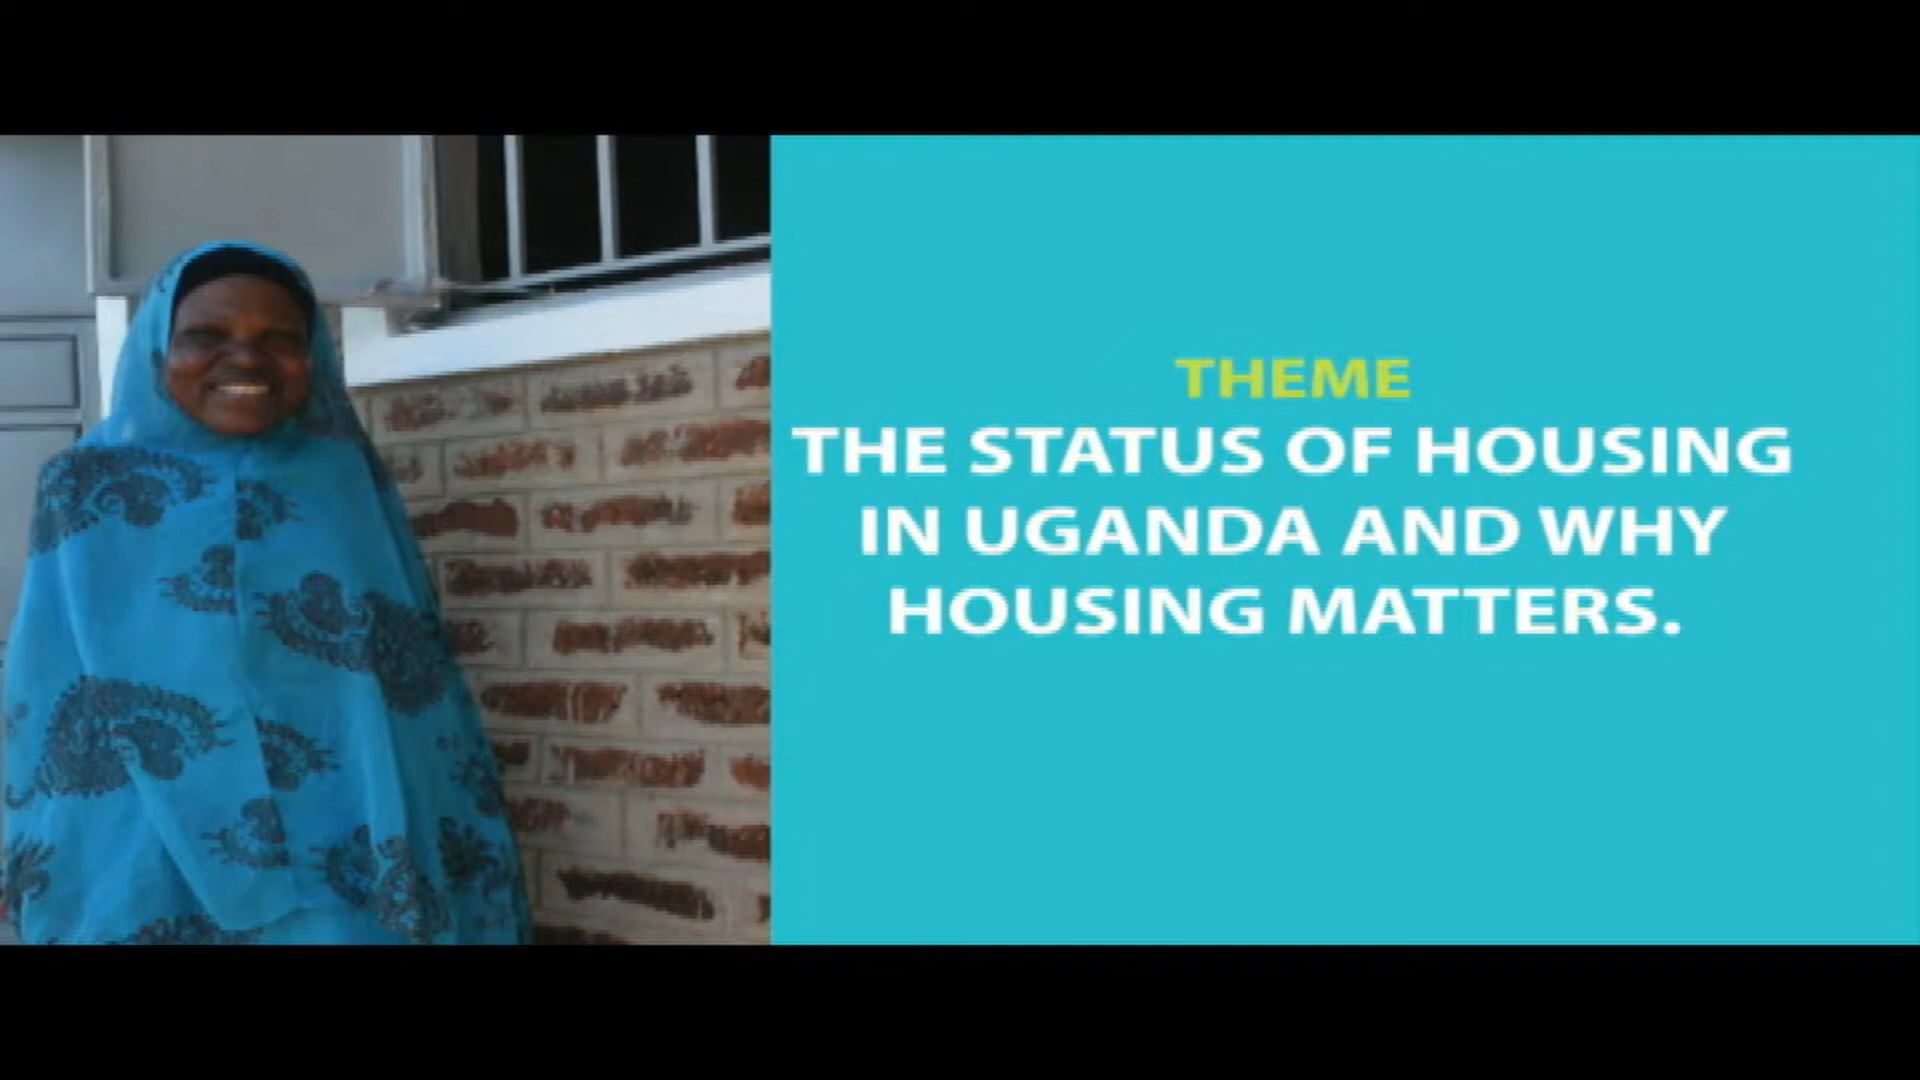 THEME
THE STATUS OF HOUSING
IN UGANDA AND WHY
HOUSING MATTERS.